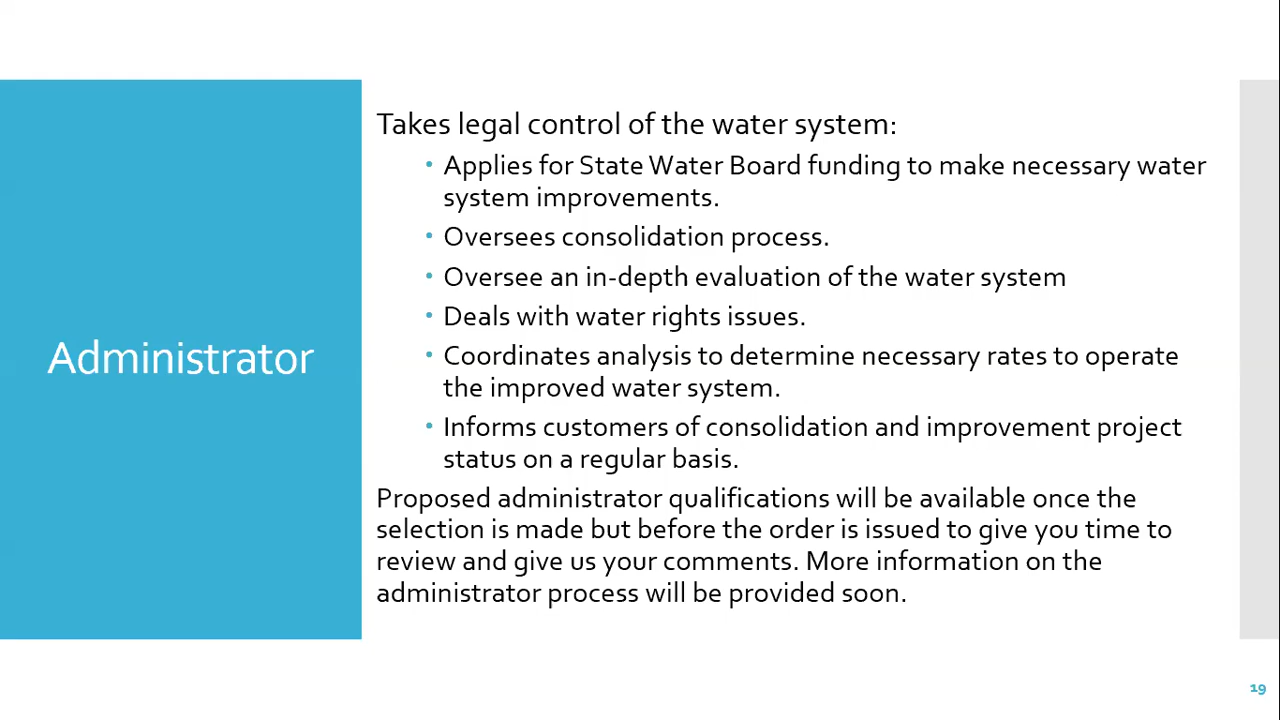 Administrator
Takes legal control of the water system:
• Applies for State Water Board funding to make necessary water
system improvements.
• Oversees consolidation process.
• Oversee an in-depth evaluation of the water system
• Deals with water rights issues.
• Coordinates analysis to determine necessary rates to operate
the improved water system.
• Informs customers of consolidation and improvement project
status on a regular basis.
Proposed administrator qualifications will be available once the
selection is made but before the order is issued to give you time to
review and give us your comments. More information on the
administrator process will be provided soon.
19